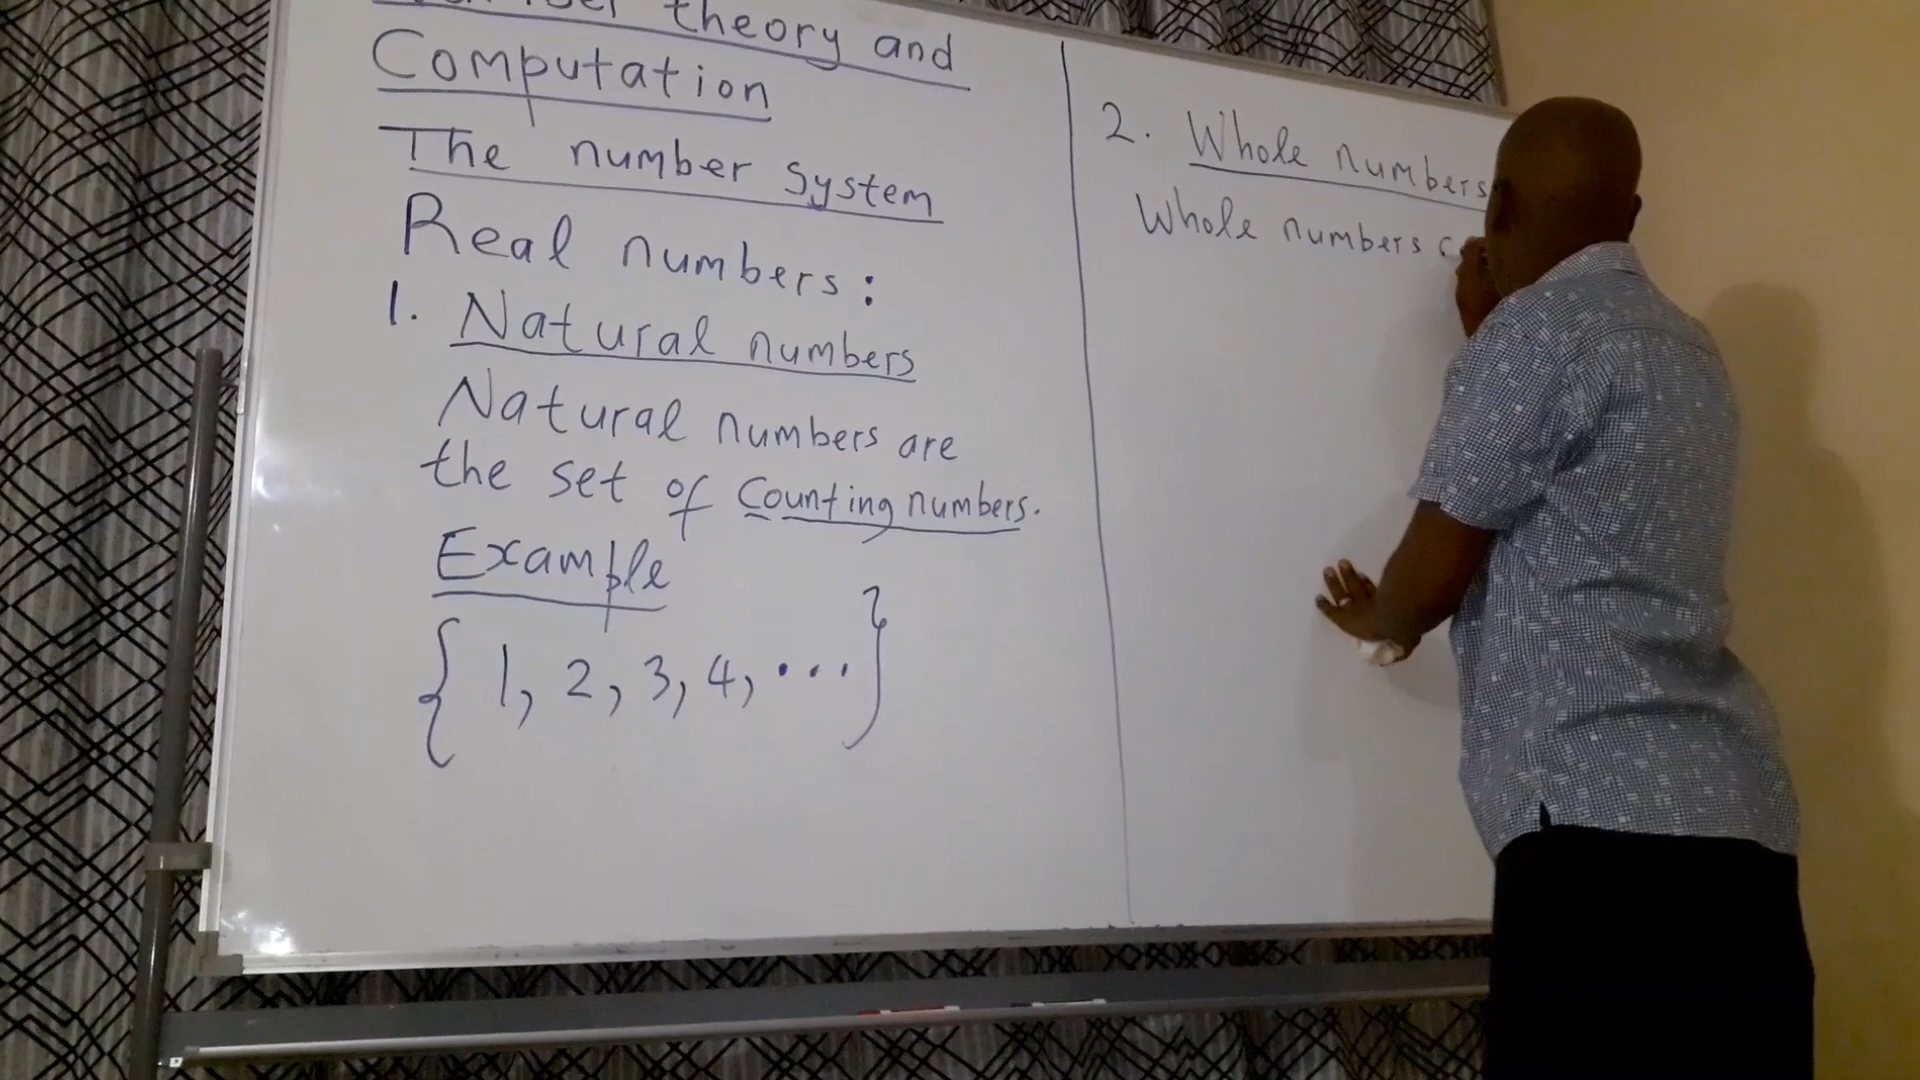 theory and
Computation
The number system
Real numbers:
1. Natural numbers
Natural numbers are
the set of Counting numbers.
Example
{ 1, 2, 3, 4, ... }
2. Whole numbers
Whole numbers